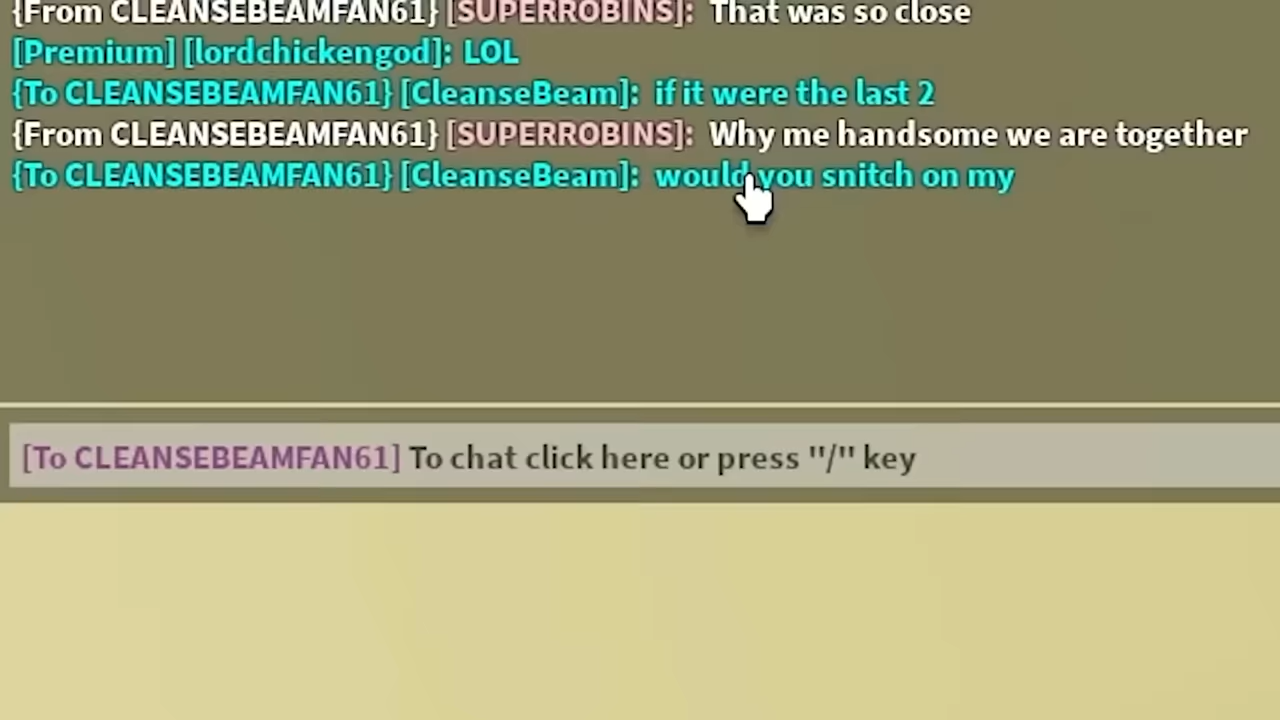 {From CLEANSEBEAMFAN61} [SUPERROBINS]: That was so close
[Premium] [lordchickengod]: LOL
{To CLEANSEBEAMFAN61} [CleanseBeam]: if it were the last 2
{From CLEANSEBEAMFAN61} [SUPERROBINS]: Why me handsome we are together
{To CLEANSEBEAMFAN61} [CleanseBeam]: would you snitch on my
[To CLEANSEBEAMFAN61] To chat click here or press "/" key